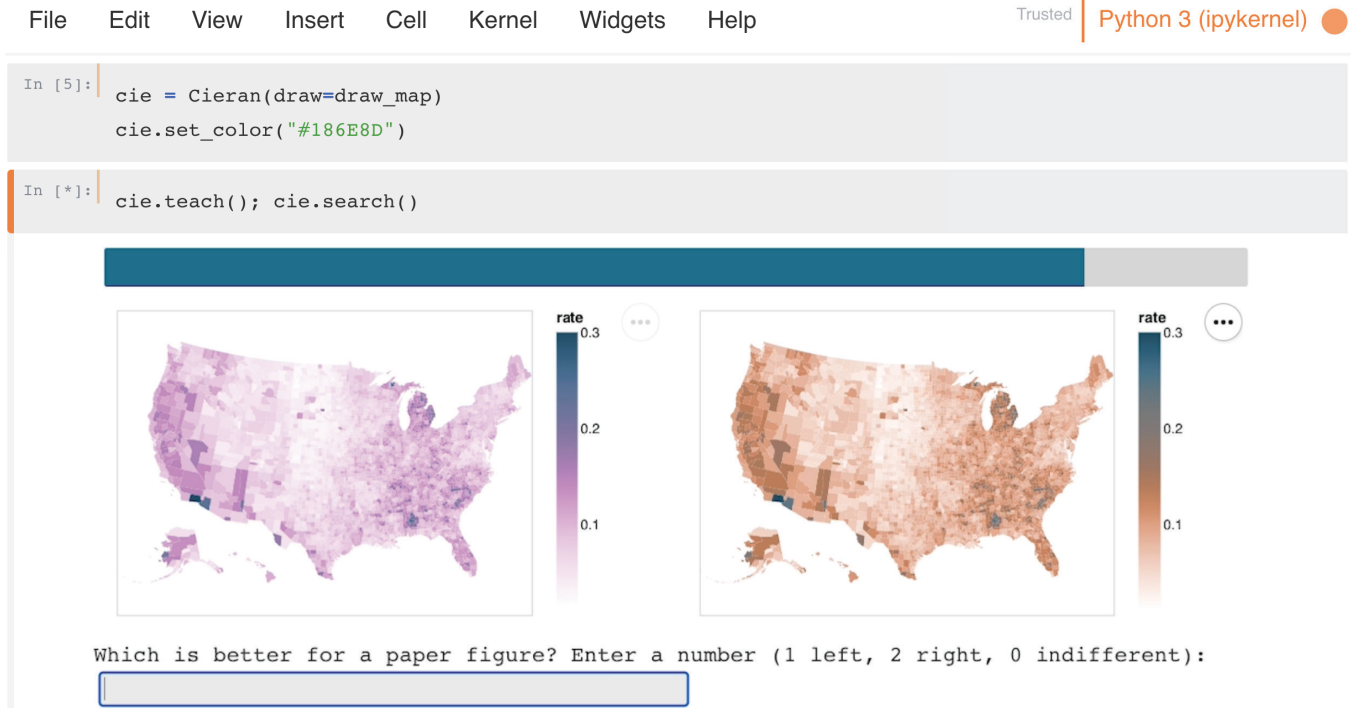 File Edit View Insert Cell Kernel Widgets Help Trusted Python 3 (ipykernel)
In [5]: cie = Cieran(draw=draw_map)
cie.set_color("#186E8D")
In [*]: cie.teach(); cie.search()
rate
0.3
0.2
0.1
rate
0.3
0.2
0.1
Which is better for a paper figure? Enter a number (1 left, 2 right, 0 indifferent):